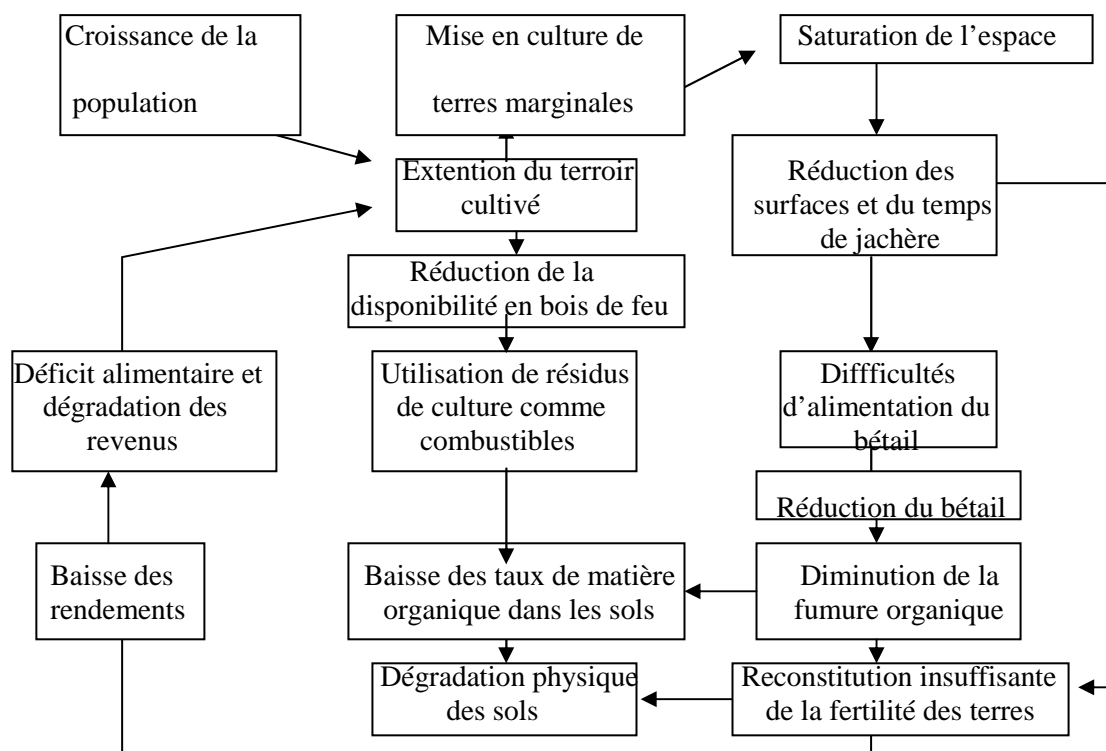 Croissance de la
population
Mise en culture de
terres marginales
Saturation de l’espace
Extention du terroir
cultivé
Réduction des
surfaces et du temps
de jachère
Réduction de la
disponibilité en bois de feu
Déficit alimentaire et
dégradation des
revenus
Utilisation de résidus
de culture comme
combustibles
Diffficultés
d’alimentation du
bétail
Réduction du bétail
Baisse des
rendements
Baisse des taux de matière
organique dans les sols
Diminution de la
fumure organique
Dégradation physique
des sols
Reconstitution insuffisante
de la fertilité des terres